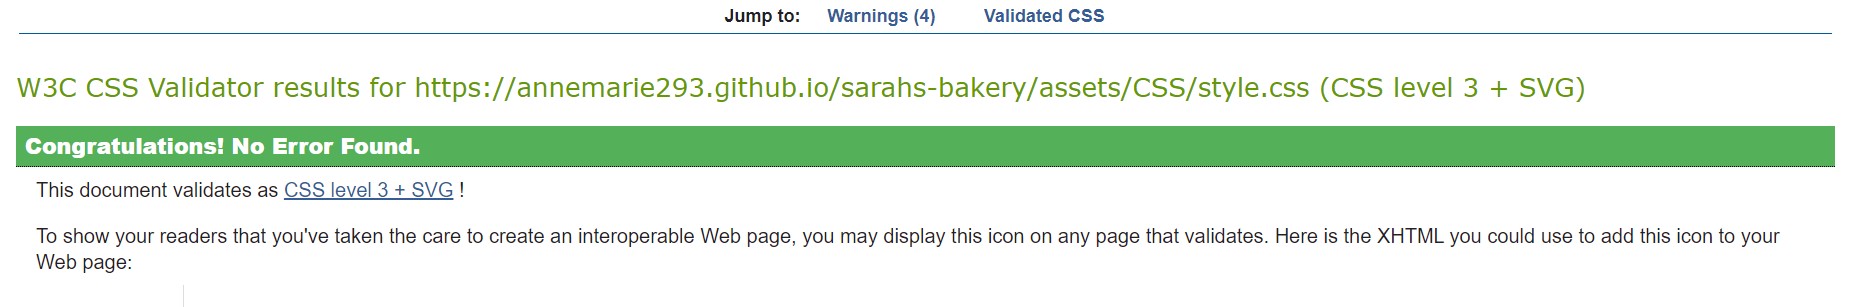 Jump to: Warnings (4) Validated CSS
W3C CSS Validator results for https://annemarie293.github.io/sarahs-bakery/assets/CSS/style.css (CSS level 3 + SVG)
Congratulations! No Error Found.
This document validates as CSS level 3 + SVG !
To show your readers that you've taken the care to create an interoperable Web page, you may display this icon on any page that validates. Here is the XHTML you could use to add this icon to your
Web page: